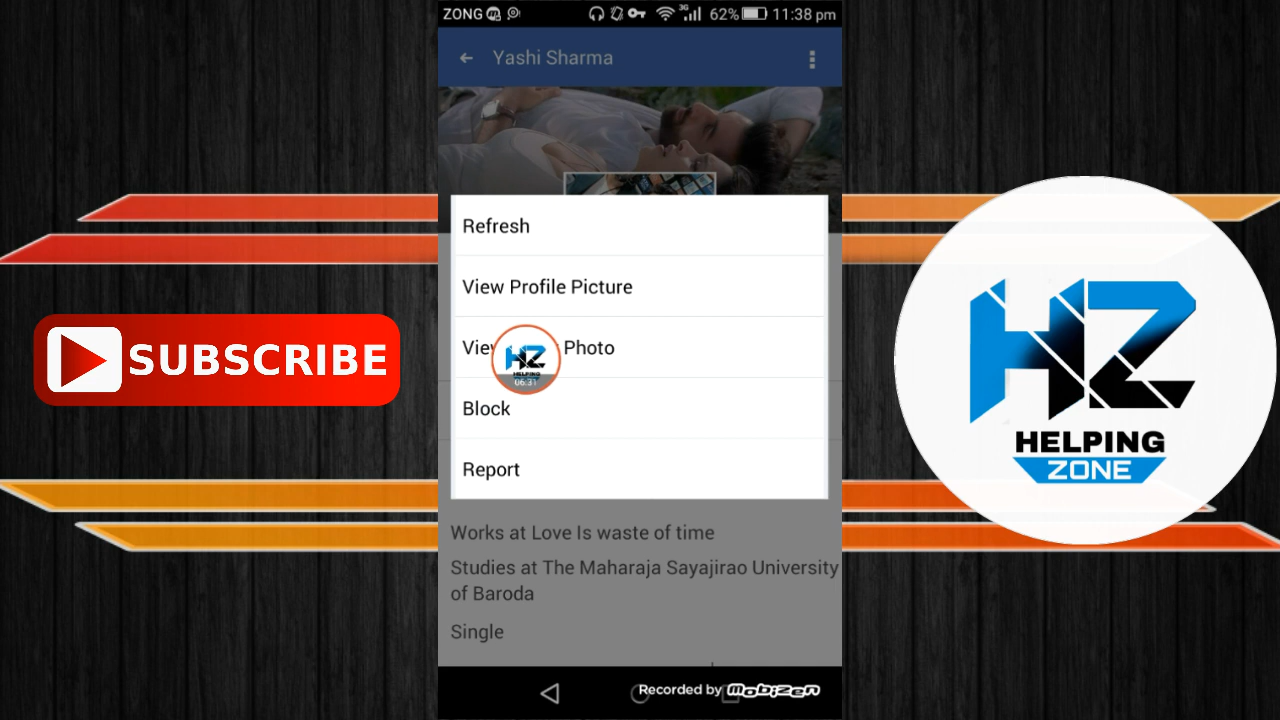 ZONG
3G
62%
11:38 pm
Yashi Sharma
Refresh
View Profile Picture
Photo
06:31
Block
Report
SUBSCRIBE
HZ
HELPING
ZONE
HZ
HELPING
Works at Love Is waste of time
Studies at The Maharaja Sayajirao University
of Baroda
Single
Recorded by mobizen